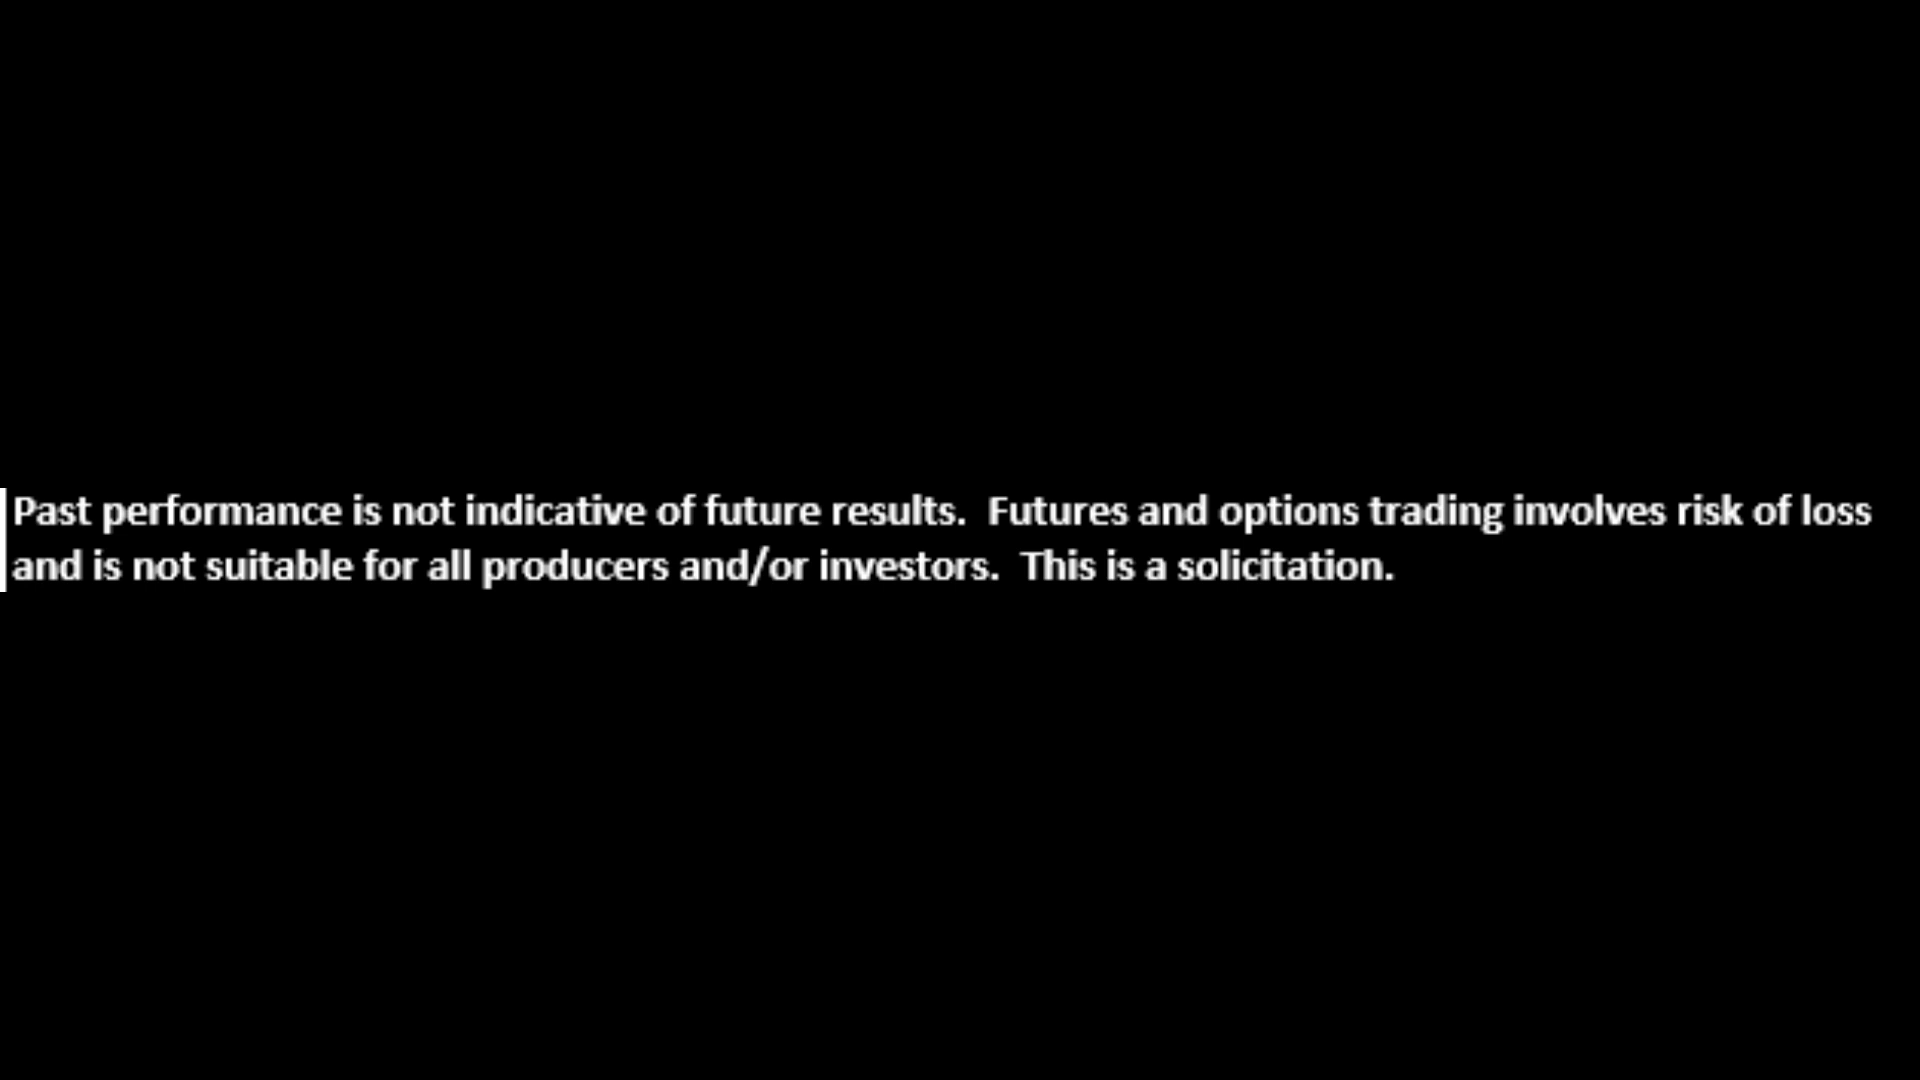 Past performance is not indicative of future results.  Futures and options trading involves risk of loss
and is not suitable for all producers and/or investors.  This is a solicitation.